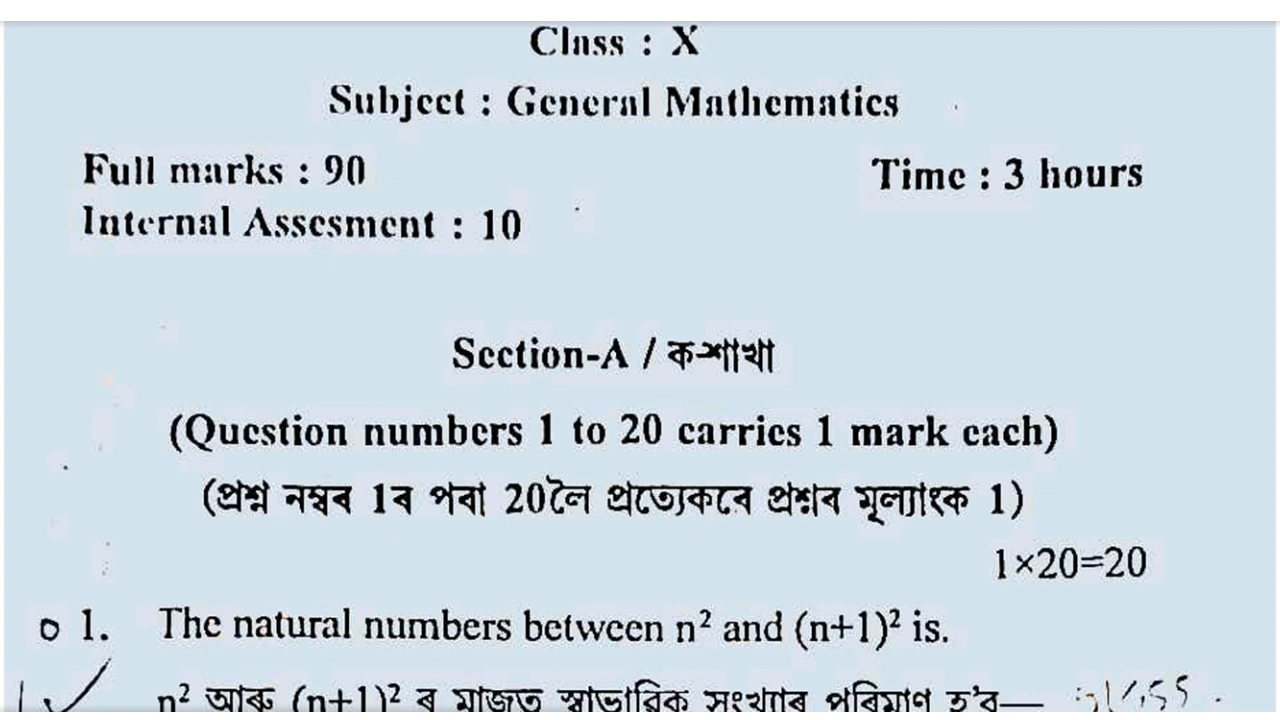 Class : X
Subject : General Mathematics
Full marks : 90
Time : 3 hours
Internal Assesment : 10
Section-A / ক-শাখা
(Question numbers 1 to 20 carries 1 mark each)
(প্ৰশ্ন নম্বৰ 1ৰ পৰা 20লৈ প্ৰত্যেকৰে প্ৰশ্নৰ মূল্যাংক 1)
1×20=20
1. The natural numbers between n² and (n+1)² is.
n² আৰু (n+1)² ৰ মাজত স্বাভাৱিক সংখ্যাৰ পৰিমাণ হ'ব—